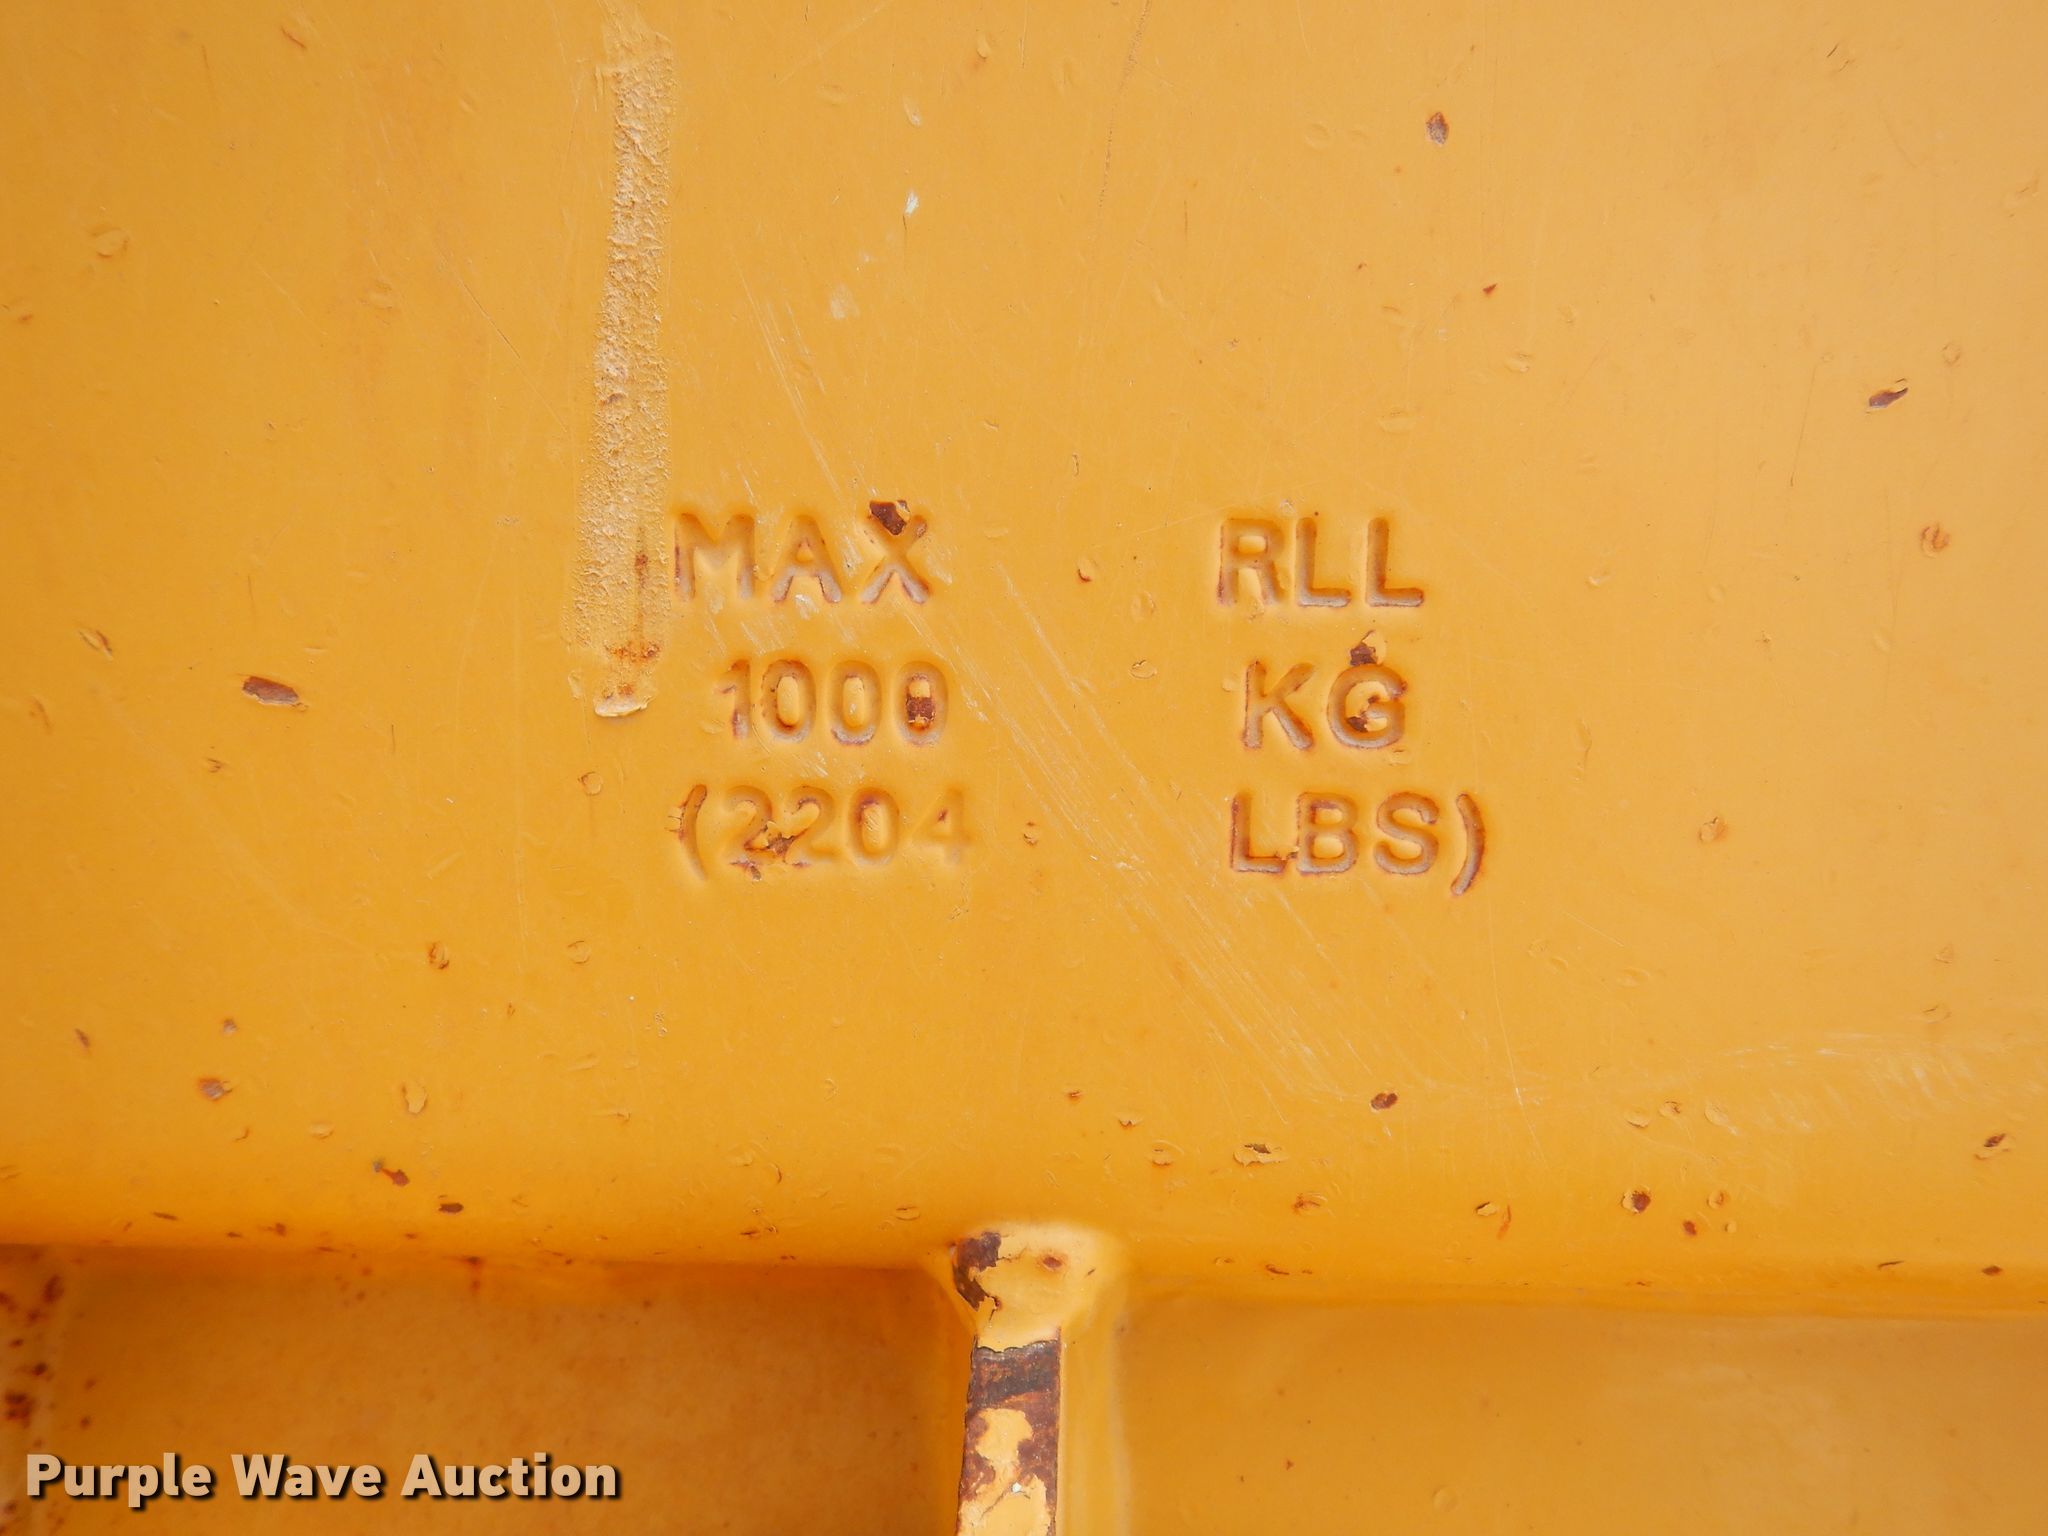 MAX RLL
1000 KG
(2204 LBS)
Purple Wave Auction